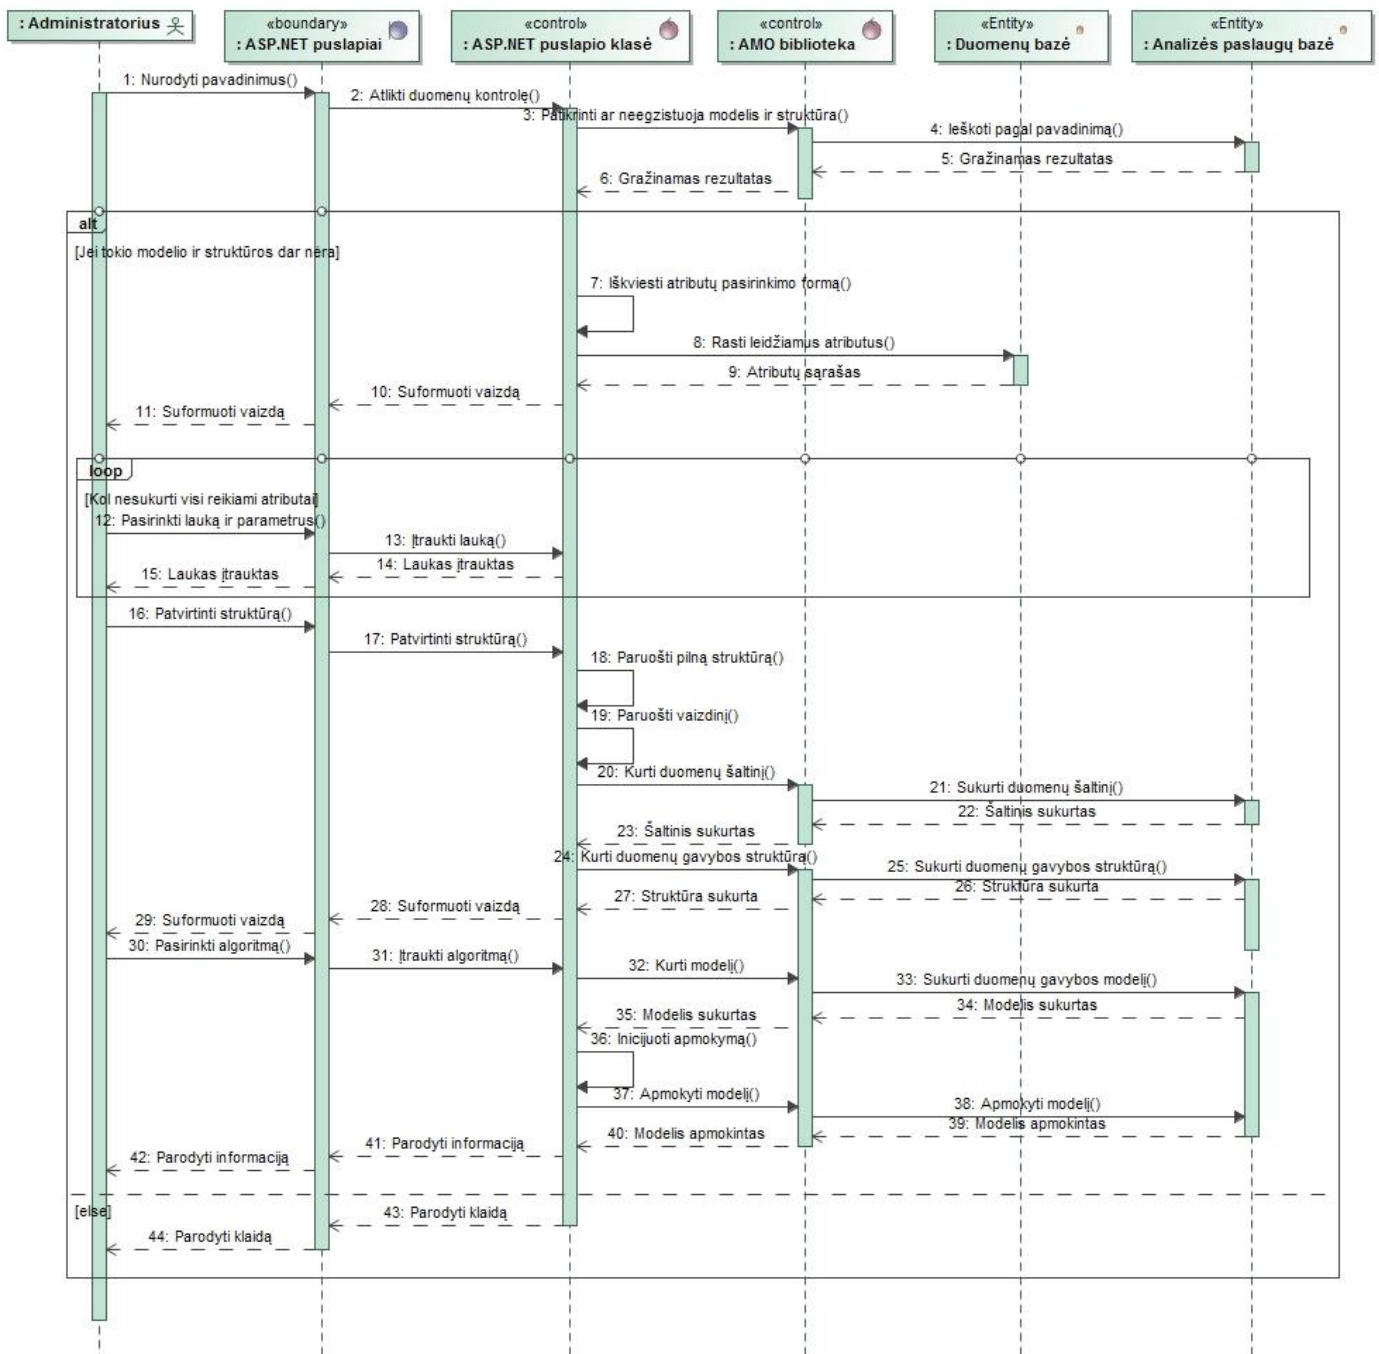 : Administratorius
«boundary»
: ASP.NET puslapiai
«control»
: ASP.NET puslapio klasė
«control»
: AMO biblioteka
«Entity»
: Duomenų bazė
«Entity»
: Analizės paslaugų bazė
1: Nurodyti pavadinimus()
2: Atlikti duomenų kontrolę()
3: Patikrinti ar neegzistuoja modelis ir struktūra()
4: Ieškoti pagal pavadinimą()
5: Gražinamas rezultatas
6: Gražinamas rezultatas
alt
[Jei tokio modelio ir struktūros dar nėra]
7: Iškviesti atributų pasirinkimo formą()
8: Rasti leidžiamus atributus()
9: Atributų sąrašas
10: Suformuoti vaizdą
11: Suformuoti vaizdą
loop
[Kol nesukurti visi reikiami atributai]
12: Pasirinkti lauką ir parametrus()
13: Įtraukti lauką()
14: Laukas įtrauktas
15: Laukas įtrauktas
16: Patvirtinti struktūrą()
17: Patvirtinti struktūrą()
18: Paruošti pilną struktūrą()
19: Paruošti vaizdinį()
20: Kurti duomenų šaltinį()
21: Sukurti duomenų šaltinį()
22: Šaltinis sukurtas
23: Šaltinis sukurtas
24: Kurti duomenų gavybos struktūrą()
25: Sukurti duomenų gavybos struktūrą()
26: Struktūra sukurta
27: Struktūra sukurta
28: Suformuoti vaizdą
29: Suformuoti vaizdą
30: Pasirinkti algoritmą()
31: Įtraukti algoritmą()
32: Kurti modelį()
33: Sukurti duomenų gavybos modelį()
34: Modelis sukurtas
35: Modelis sukurtas
36: Inicijuoti apmokymą()
37: Apmokyti modelį()
38: Apmokyti modelį()
39: Modelis apmokintas
40: Modelis apmokintas
41: Parodyti informaciją
42: Parodyti informaciją
[else]
43: Parodyti klaidą
44: Parodyti klaidą